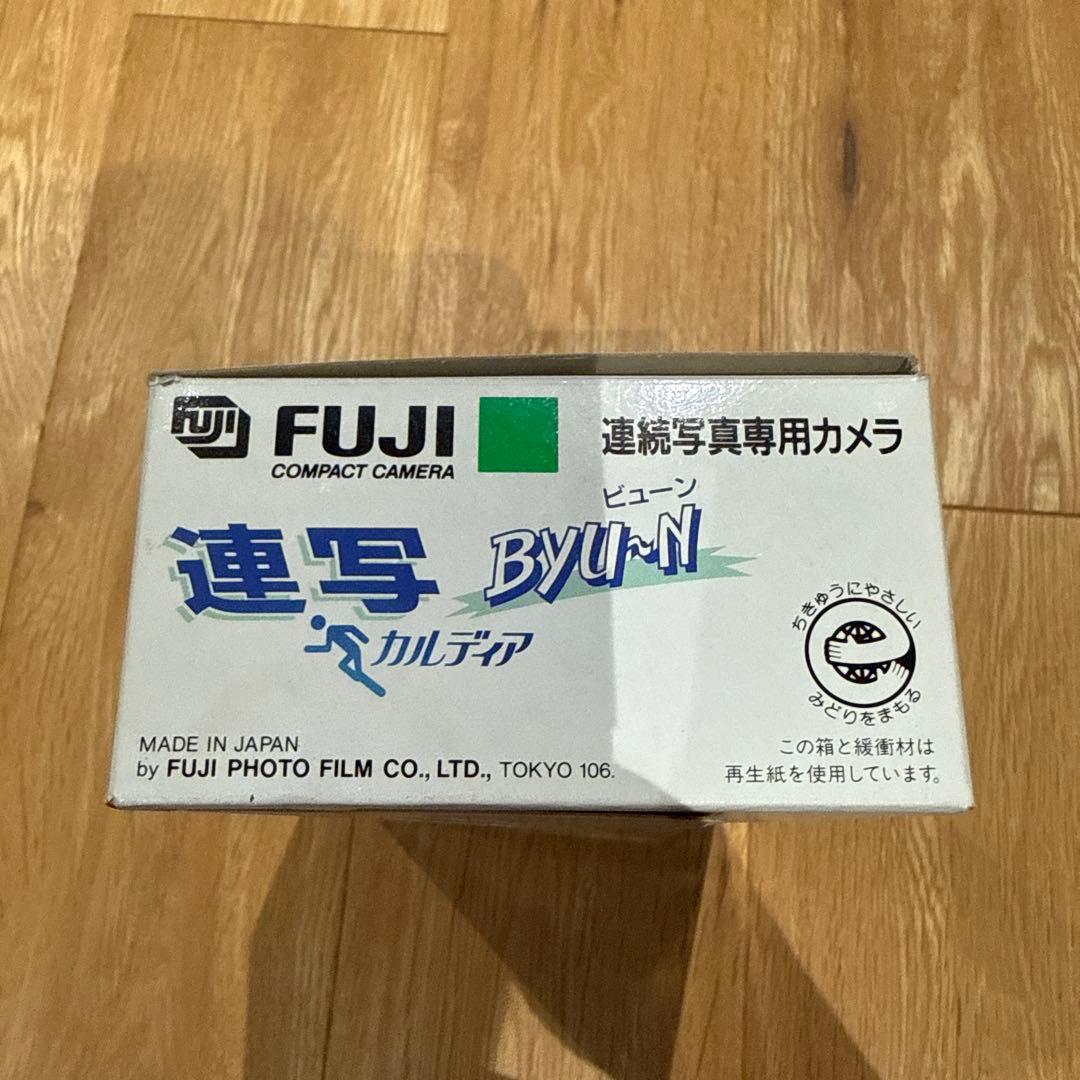 FUJI
FUJI
COMPACT CAMERA
連続写真専用カメラ
ビューン
連写 BYU~N
カルディア
ちきゅうにやさしい
みどりをまもる
MADE IN JAPAN
by FUJI PHOTO FILM CO., LTD., TOKYO 106.
この箱と緩衝材は
再生紙を使用しています。